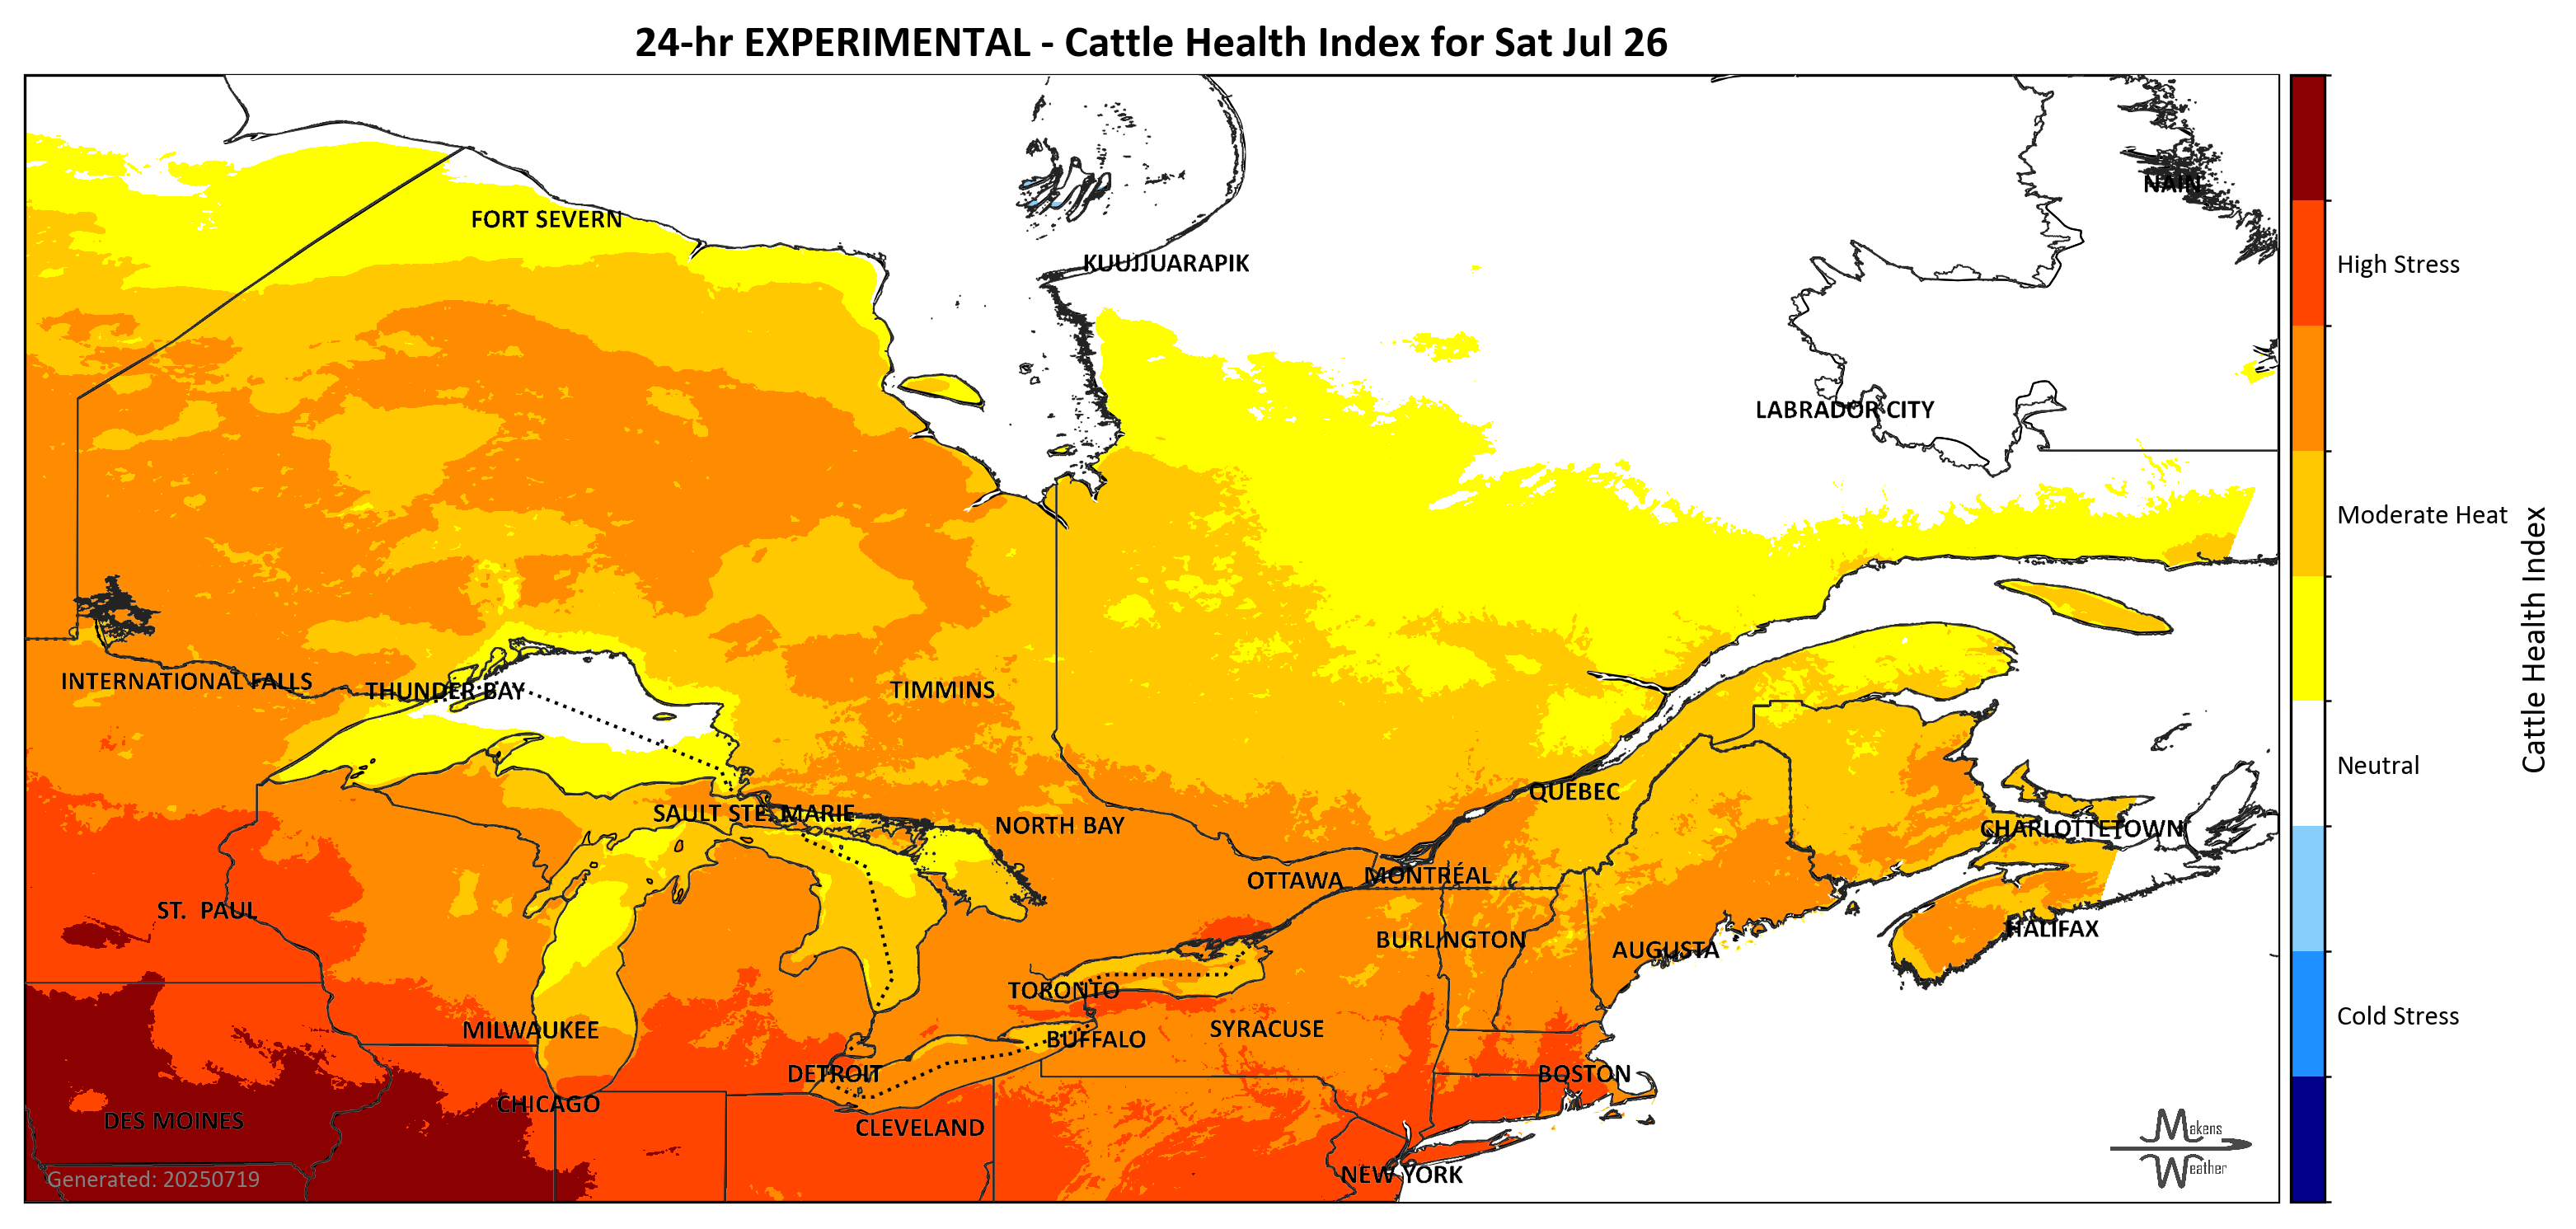 24-hr EXPERIMENTAL - Cattle Health Index for Sat Jul 26
NAIN
FORT SEVERN
KUUJJUARAPIK
High Stress
LABRADOR CITY
Moderate Heat
Cattle Health Index
INTERNATIONAL FALLS
THUNDER BAY
TIMMINS
Neutral
QUEBEC
SAULT STE. MARIE
NORTH BAY
CHARLOTTETOWN
OTTAWA
MONTRÉAL
ST. PAUL
HALIFAX
BURLINGTON
AUGUSTA
TORONTO
Cold Stress
MILWAUKEE
SYRACUSE
BUFFALO
DETROIT
BOSTON
CHICAGO
DES MOINES
CLEVELAND
Makens
Weather
NEW YORK
Generated: 20250719